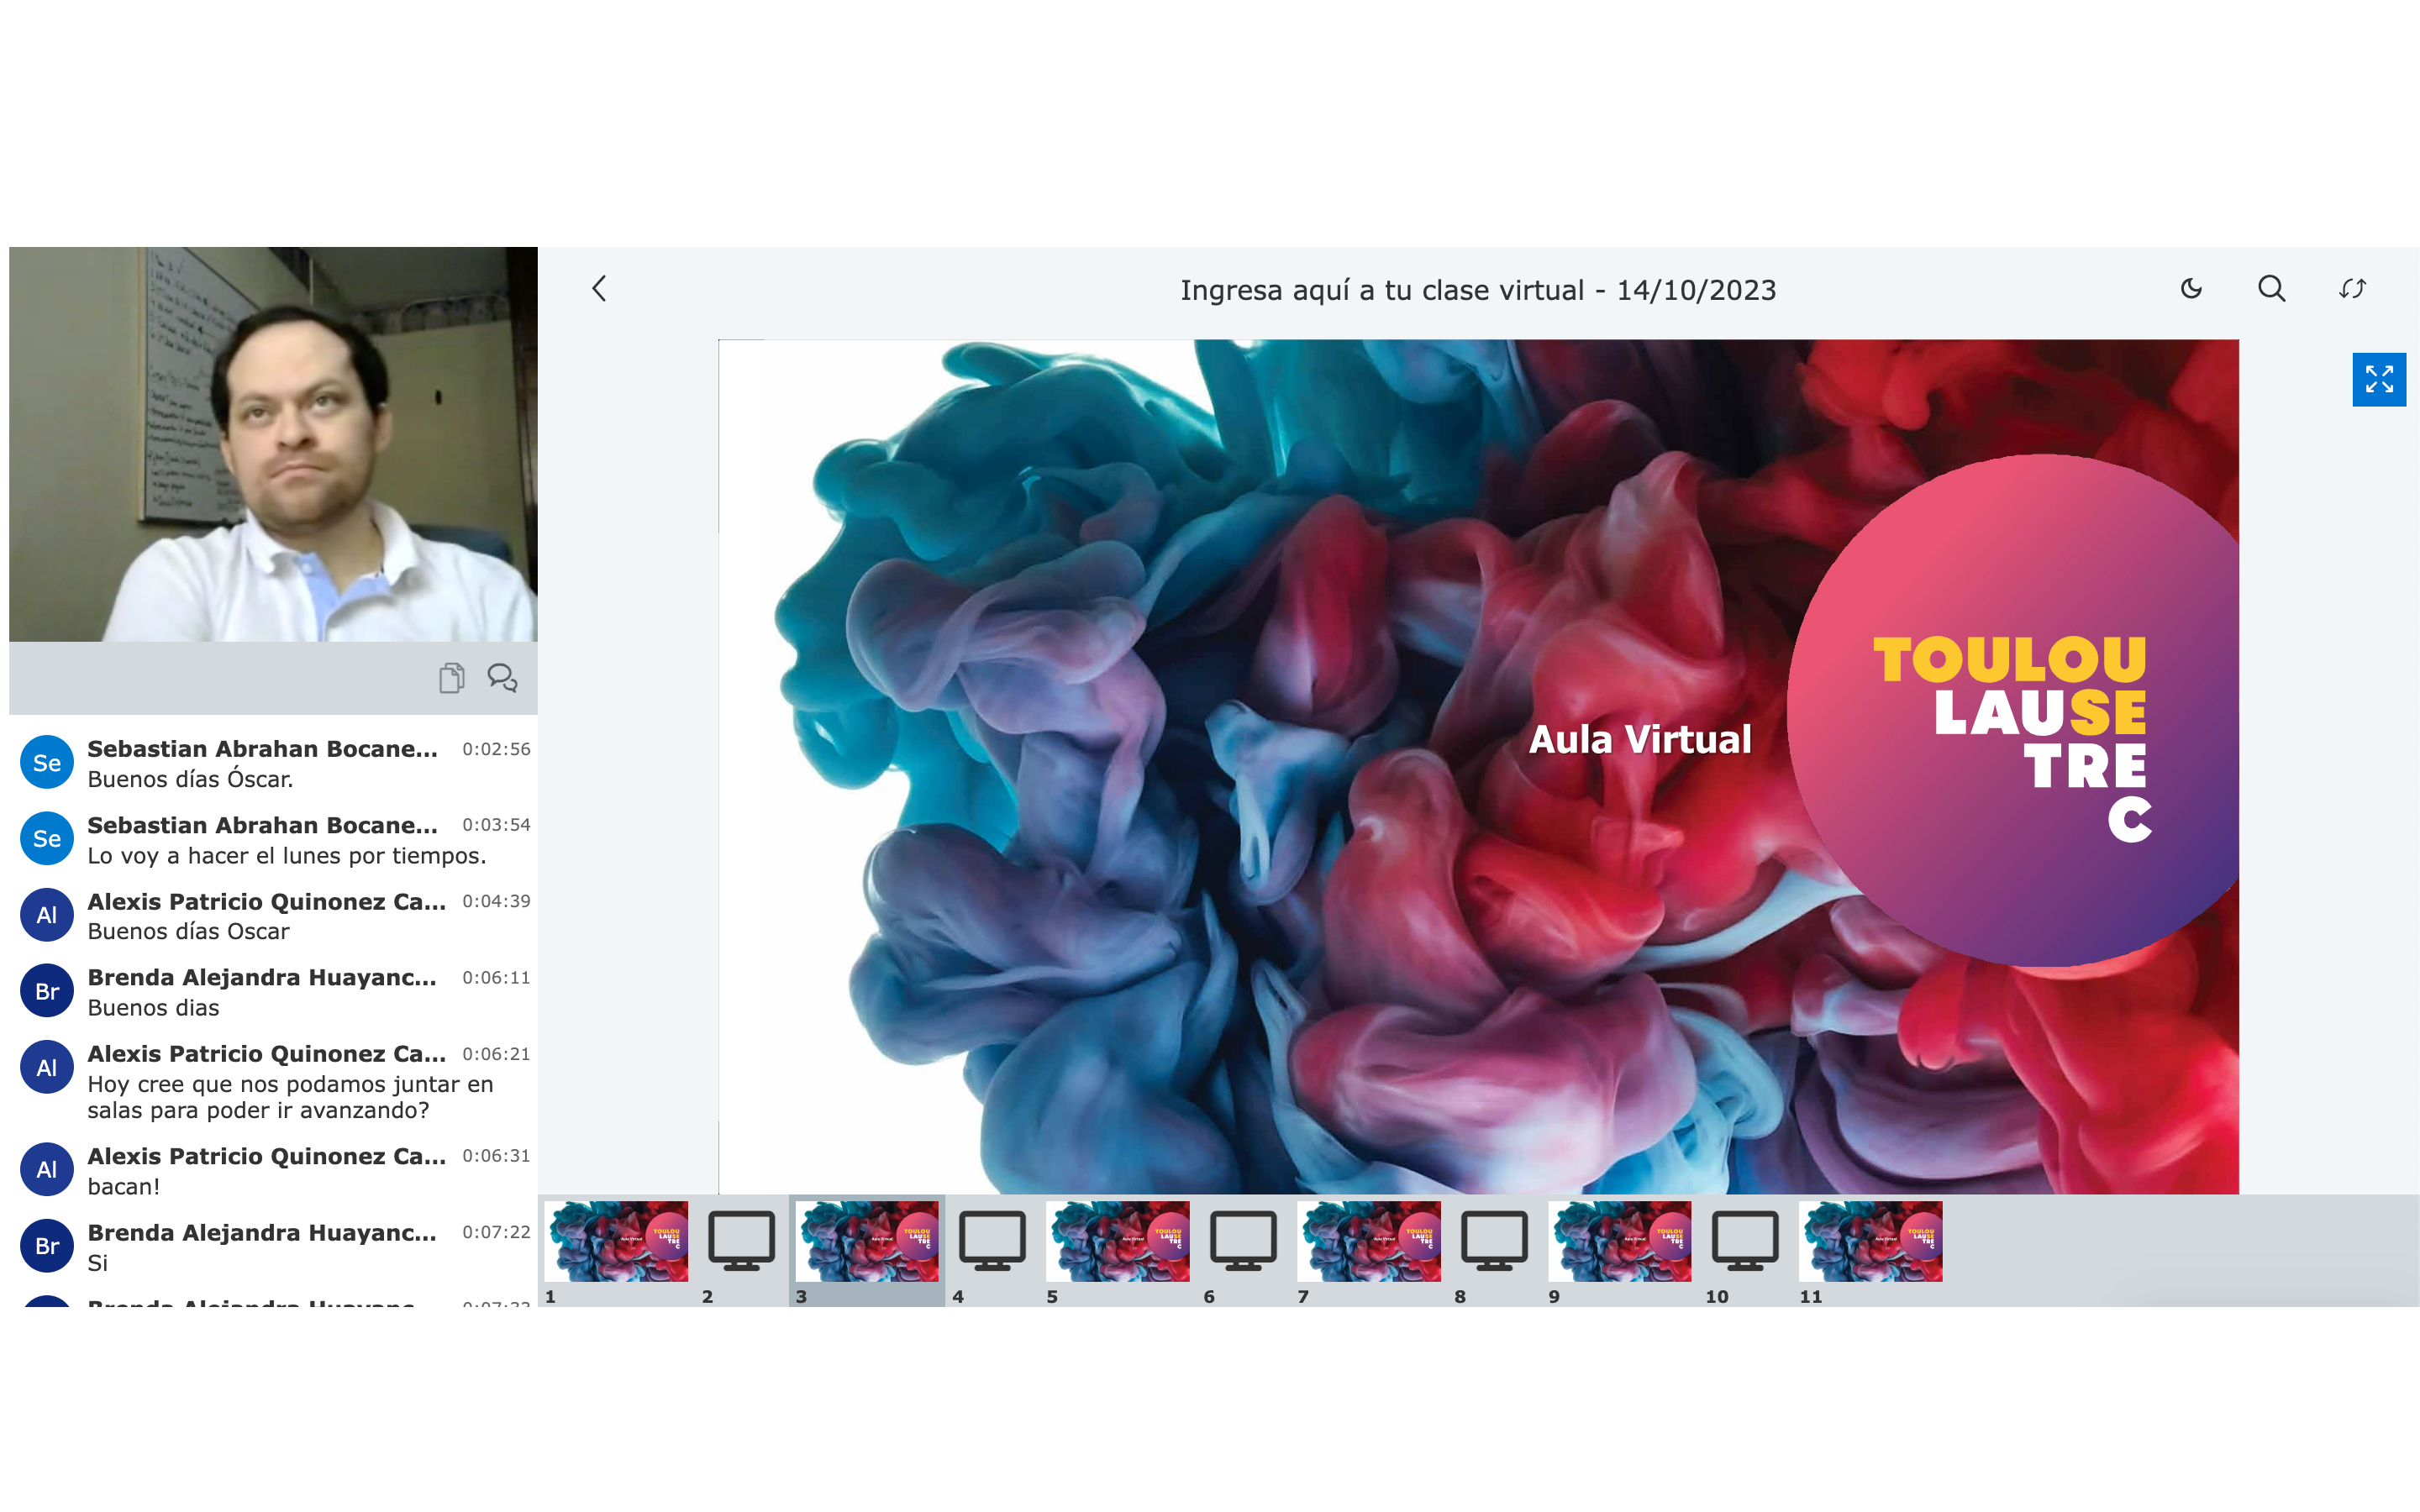 Ingresa aquí a tu clase virtual - 14/10/2023
Se
Sebastian Abrahan Bocane... 0:02:56
Buenos días Óscar.
Se
Sebastian Abrahan Bocane... 0:03:54
Lo voy a hacer el lunes por tiempos.
Al
Alexis Patricio Quinonez Ca... 0:04:39
Buenos días Oscar
Br
Brenda Alejandra Huayanc... 0:06:11
Buenos dias
Al
Alexis Patricio Quinonez Ca... 0:06:21
Hoy cree que nos podamos juntar en
salas para poder ir avanzando?
Al
Alexis Patricio Quinonez Ca... 0:06:31
bacan!
Br
Brenda Alejandra Huayanc... 0:07:22
Si
Aula Virtual
TOULOU
LAUSE
TRE
C
1 2 3 4 5 6 7 8 9 10 11